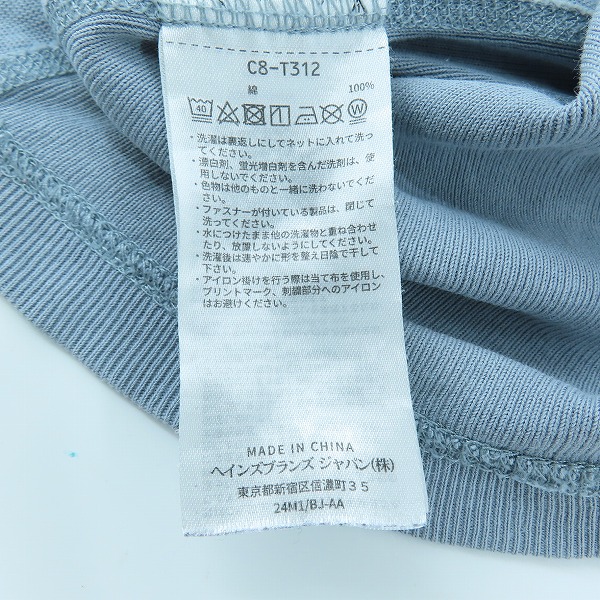 C8-T312
綿 100%
40
・洗濯は裏返しにしてネットに入れて洗っ
てください。
・漂白剤、蛍光増白剤を含んだ洗剤は、使
用しないでください。
・色物は他のものと一緒に洗わないでください。
・ファスナーが付いている製品は、閉じて
洗ってください。
・水につけたまま他の洗濯物と重ね合わせ
たり、放置しないようにしてください。
・洗濯後は速やかに形を整え日陰で干して
下さい。
・アイロン掛けを行う際は当て布を使用し、
プリントマーク、刺繍部分へのアイロン
はお避けください。
MADE IN CHINA
ヘインズブランズ ジャパン(株)
東京都新宿区信濃町３５
24M1/BJ-AA